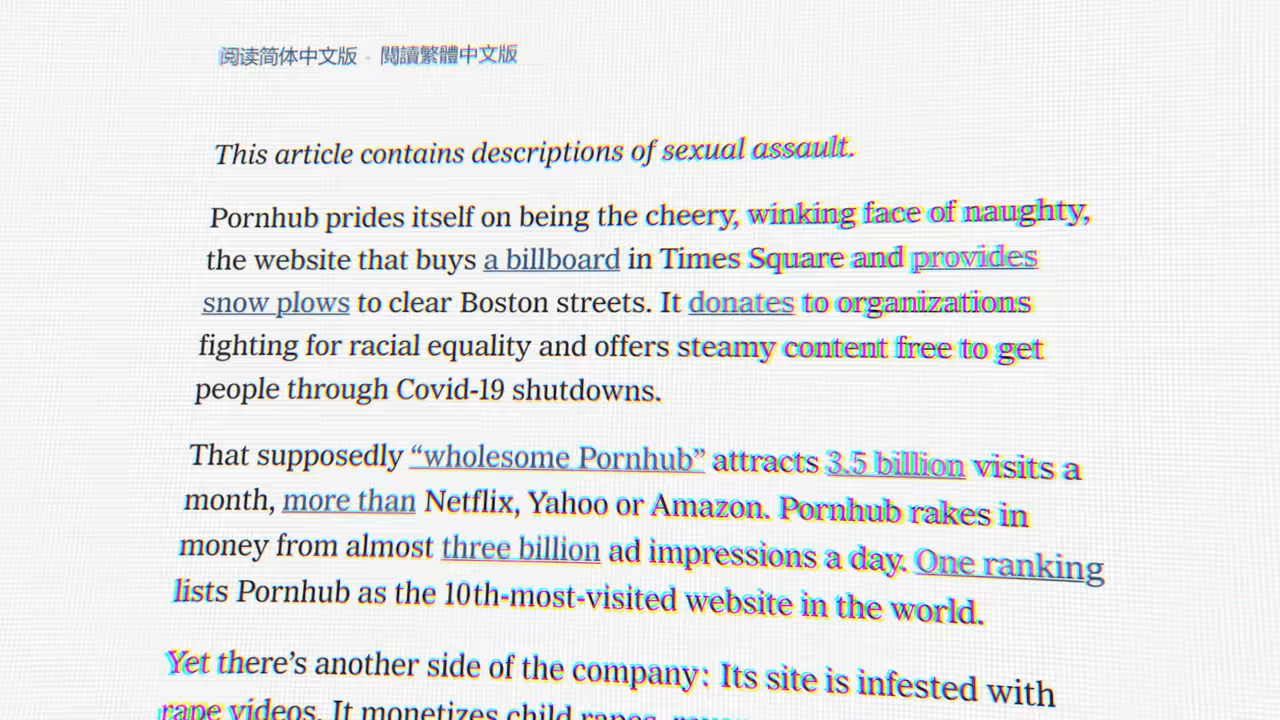 阅读简体中文版 - 閱讀繁體中文版
This article contains descriptions of sexual assault.
Pornhub prides itself on being the cheery, winking face of naughty,
the website that buys a billboard in Times Square and provides
snow plows to clear Boston streets. It donates to organizations
fighting for racial equality and offers steamy content free to get
people through Covid-19 shutdowns.
That supposedly “wholesome Pornhub” attracts 3.5 billion visits a
month, more than Netflix, Yahoo or Amazon. Pornhub rakes in
money from almost three billion ad impressions a day. One ranking
lists Pornhub as the 10th-most-visited website in the world.
Yet there’s another side of the company: Its site is infested with
rape videos. It monetizes child rapes,